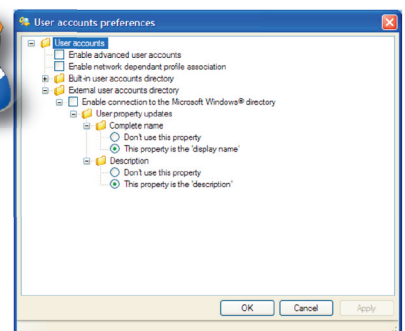 User accounts preferences
User accounts
Enable advanced user accounts
Enable network dependant profile association
Built-in user accounts directory
External user accounts directory
Enable connection to the Microsoft Windows® directory
User property updates
Complete name
Don't use this property
This property is the 'display name'
Description
Don't use this property
This property is the 'description'
OK Cancel Apply